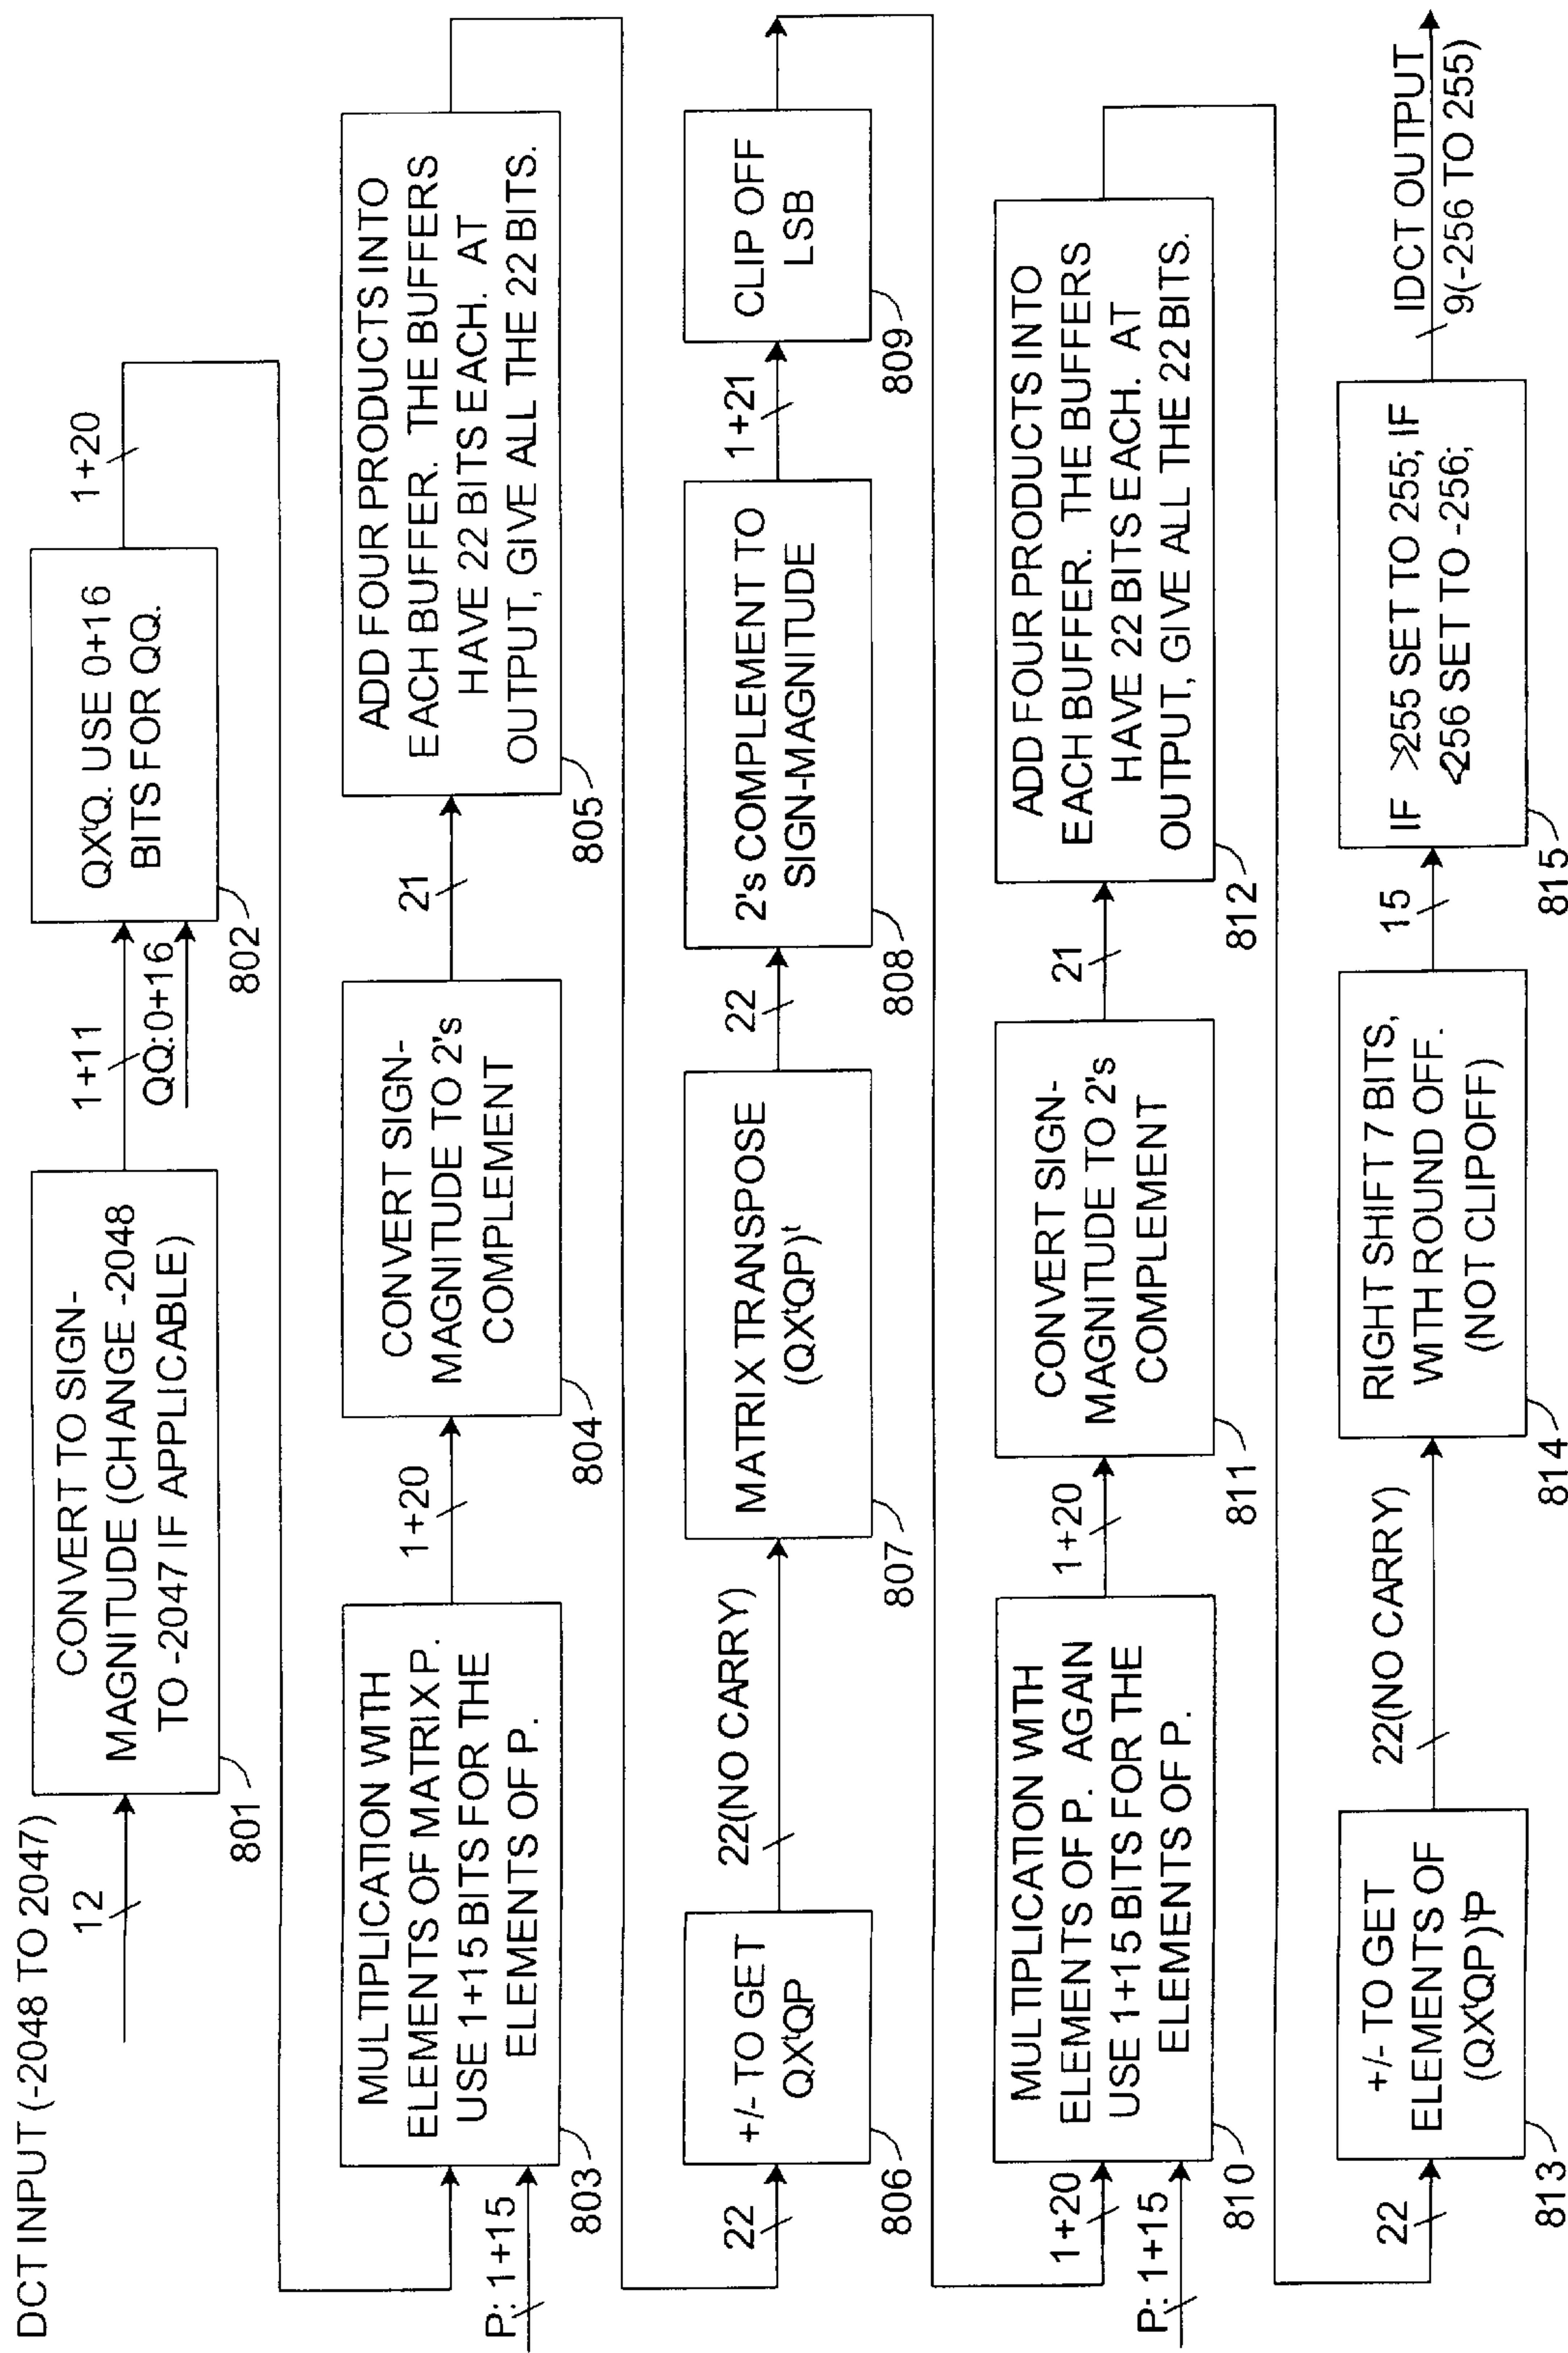 DCT INPUT (-2048 TO 2047)
12
CONVERT TO SIGN-
MAGNITUDE (CHANGE -2048
TO -2047 IF APPLICABLE)
801
1+11
QQ:0+16
QXᵗQ. USE 0+16
BITS FOR QQ.
802
1+20
P: 1+15
MULTIPLICATION WITH
ELEMENTS OF MATRIX P.
USE 1+15 BITS FOR THE
ELEMENTS OF P.
803
1+20
CONVERT SIGN-
MAGNITUDE TO 2's
COMPLEMENT
804
21
ADD FOUR PRODUCTS INTO
EACH BUFFER. THE BUFFERS
HAVE 22 BITS EACH. AT
OUTPUT, GIVE ALL THE 22 BITS.
805
22
+/- TO GET
QXᵗQP
806
22(NO CARRY)
MATRIX TRANSPOSE
(QXᵗQP)ᵗ
807
22
2's COMPLEMENT TO
SIGN-MAGNITUDE
808
1+21
CLIP OFF
LSB
809
1+20
P: 1+15
MULTIPLICATION WITH
ELEMENTS OF P. AGAIN
USE 1+15 BITS FOR THE
ELEMENTS OF P.
810
1+20
CONVERT SIGN-
MAGNITUDE TO 2's
COMPLEMENT
811
21
ADD FOUR PRODUCTS INTO
EACH BUFFER. THE BUFFERS
HAVE 22 BITS EACH. AT
OUTPUT, GIVE ALL THE 22 BITS.
812
22
+/- TO GET
ELEMENTS OF
(QXᵗQP)ᵗP
813
22(NO CARRY)
RIGHT SHIFT 7 BITS,
WITH ROUND OFF.
(NOT CLIPOFF)
814
15
IF >255 SET TO 255; IF
<256 SET TO -256;
815
IDCT OUTPUT
9(-256 TO 255)